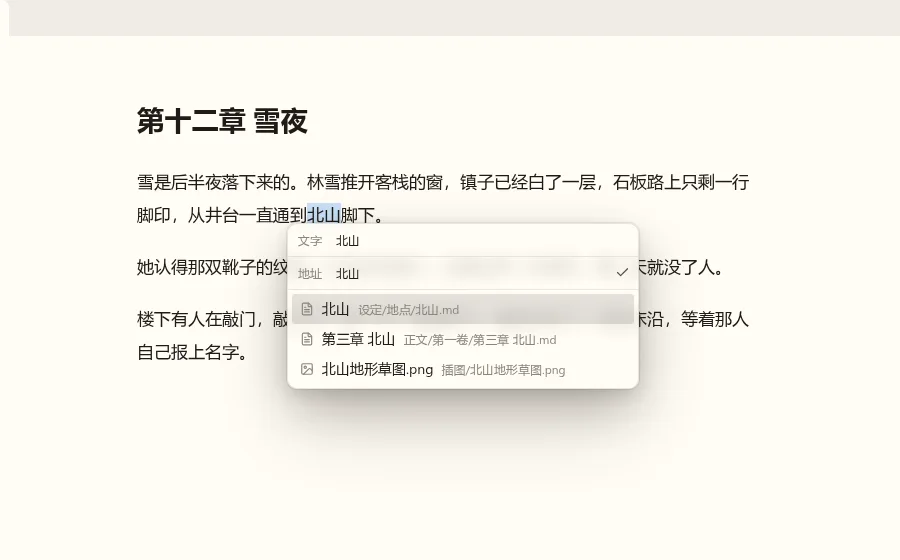 第十二章 雪夜
雪是后半夜落下来的。林雪推开客栈的窗，镇子已经白了一层，石板路上只剩一行
脚印，从井台一直通到北山脚下。
文字 北山
她认得那双靴子的纹
天就没了人。
地址 北山
北山 设定/地点/北山.md
楼下有人在敲门，敲
床沿，等着那人
第三章 北山 正文/第一卷/第三章 北山.md
自己报上名字。
北山地形草图.png 插图/北山地形草图.png